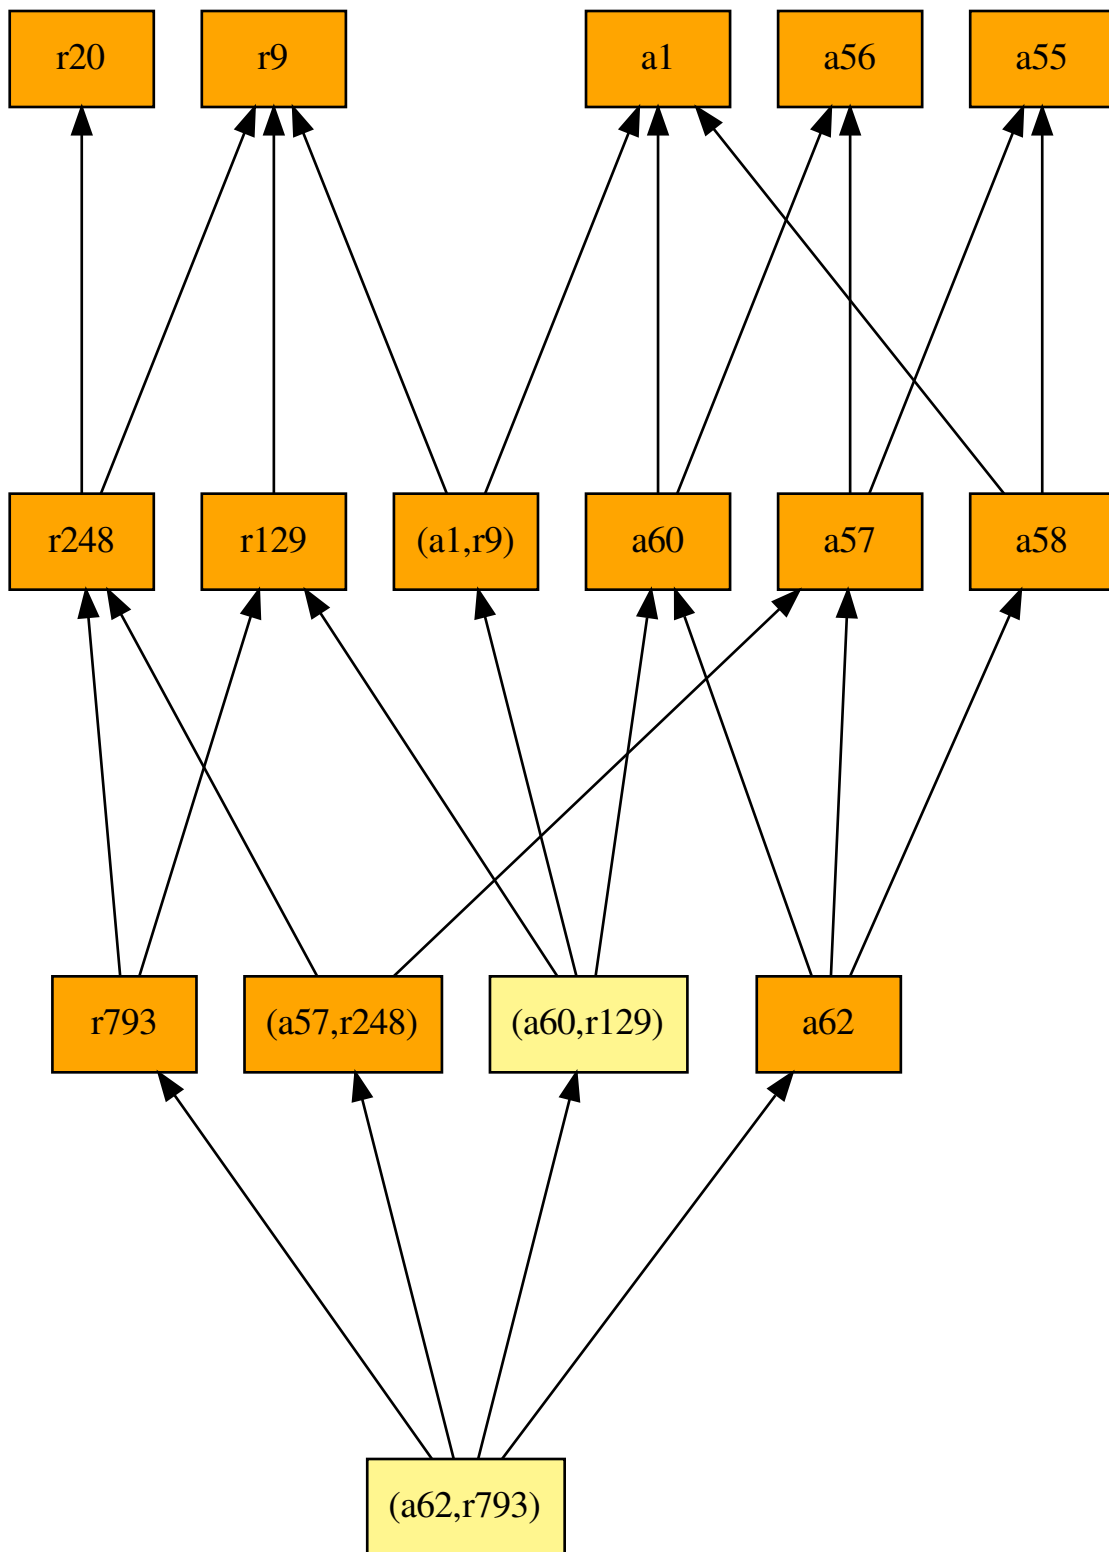 r20
r9
a1
a56
a55
r248
r129
(a1,r9)
a60
a57
a58
r793
(a57,r248)
(a60,r129)
a62
(a62,r793)